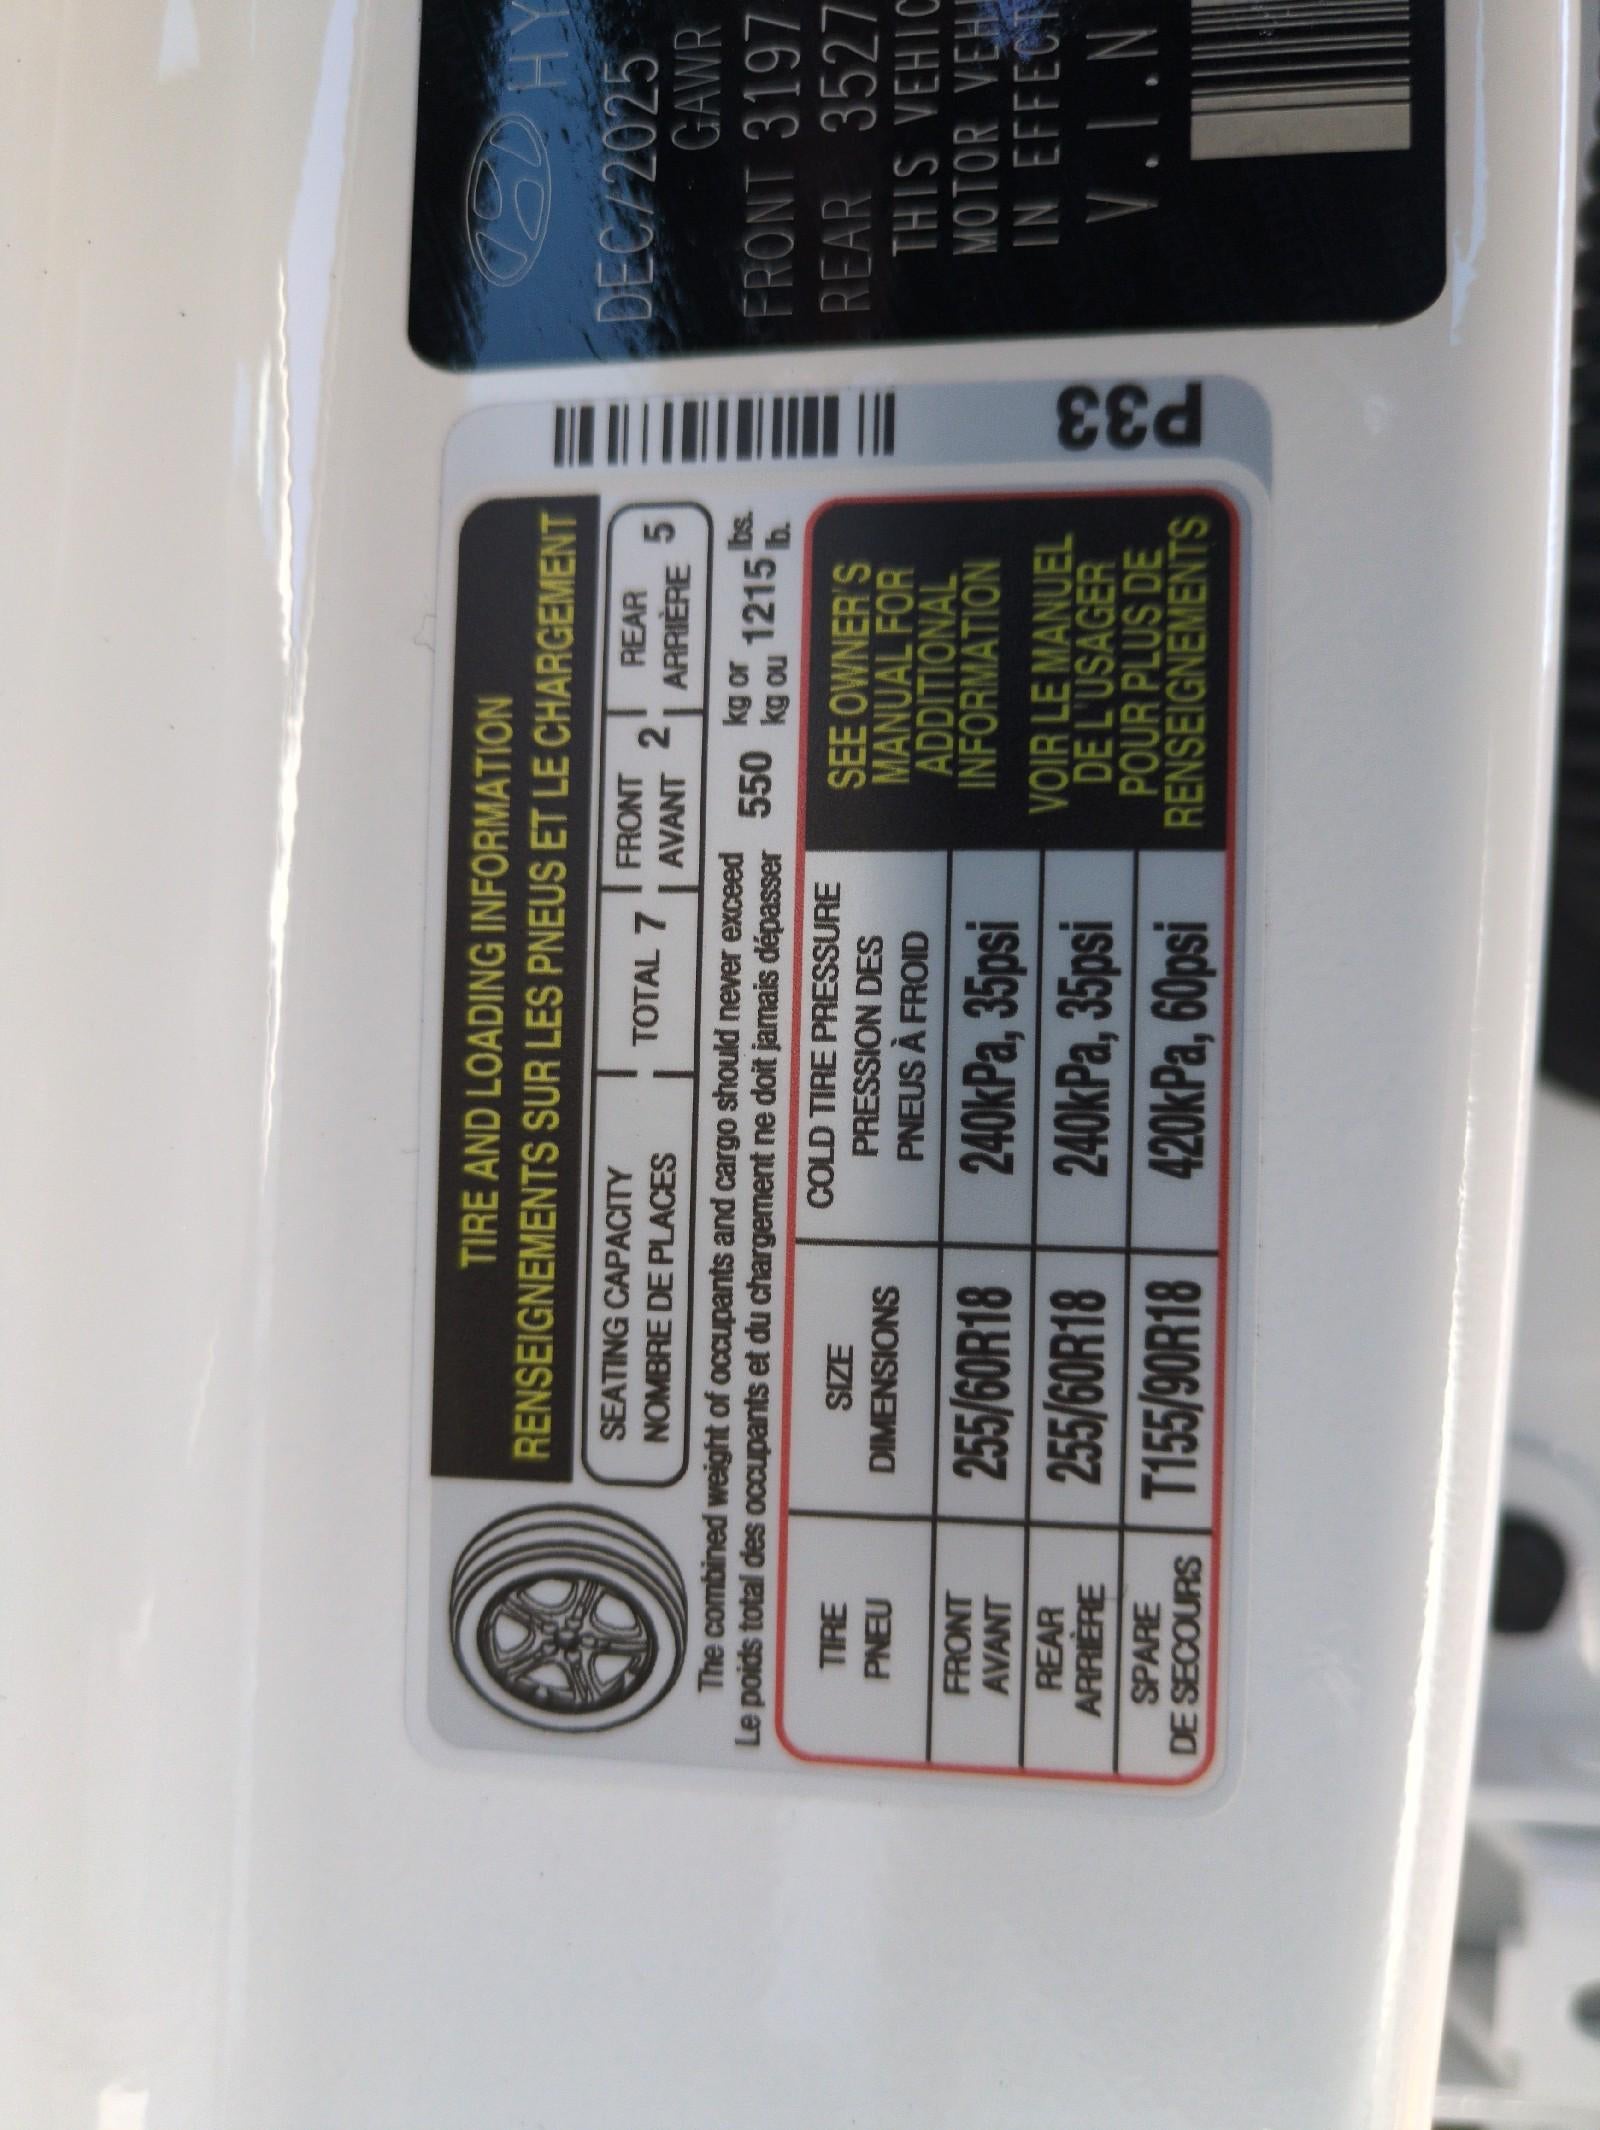 TIRE AND LOADING INFORMATION
RENSEIGNEMENTS SUR LES PNEUS ET LE CHARGEMENT
SEATING CAPACITY
NOMBRE DE PLACES
TOTAL 7
FRONT
AVANT 2
REAR
ARRIÈRE 5
The combined weight of occupants and cargo should never exceed 550 kg or 1215 lbs.
Le poids total des occupants et du chargement ne doit jamais dépasser kg ou lb.
TIRE
PNEU
SIZE
DIMENSIONS
COLD TIRE PRESSURE
PRESSION DES
PNEUS À FROID
FRONT
AVANT
255/60R18
240kPa, 35psi
REAR
ARRIÈRE
255/60R18
240kPa, 35psi
SPARE
DE SECOURS
T155/90R18
420kPa, 60psi
SEE OWNER'S
MANUAL FOR
ADDITIONAL
INFORMATION
VOIR LE MANUEL
DE L'USAGER
POUR PLUS DE
RENSEIGNEMENTS
P33
HY
DEC//2025
GAWR
FRONT 3197
REAR 3527
THIS VEHIC
MOTOR VEH
IN EFFECT
V.I.N